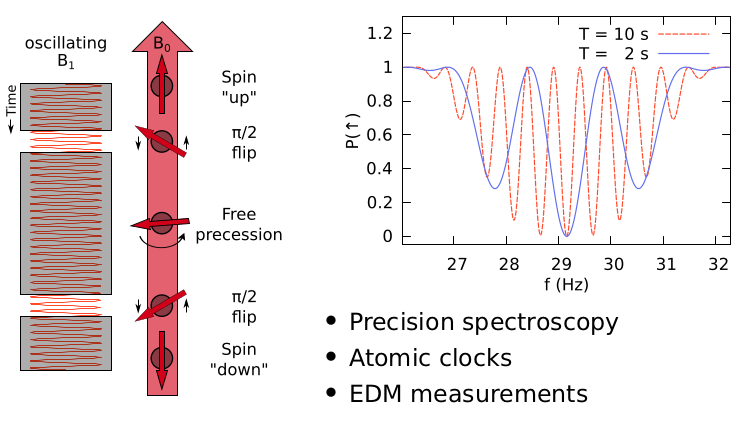 oscillating
B1
Time
B0
Spin
"up"
π/2
flip
Free
precession
π/2
flip
Spin
"down"
T = 10 s
T = 2 s
P(↑)
1.2
1
0.8
0.6
0.4
0.2
0
27 28 29 30 31 32
f (Hz)
• Precision spectroscopy
• Atomic clocks
• EDM measurements